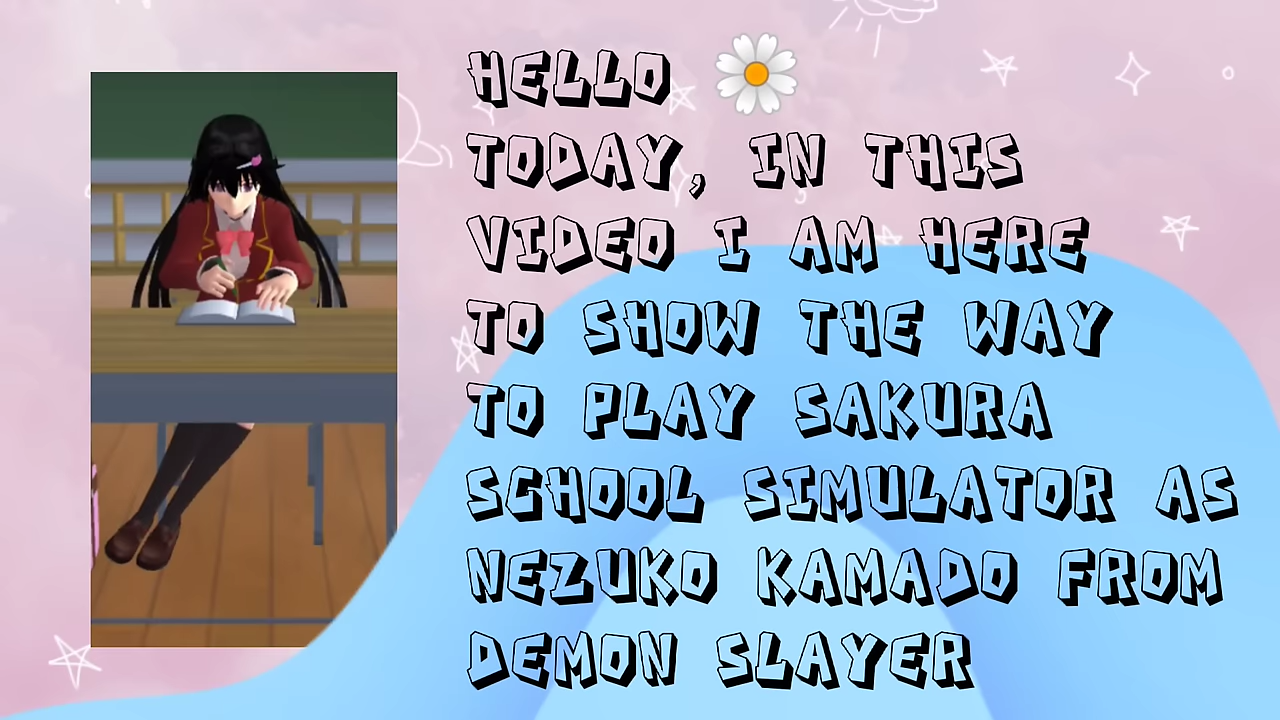 HELLO
TODAY, IN THIS
VIDEO I AM HERE
TO SHOW THE WAY
TO PLAY SAKURA
SCHOOL SIMULATOR AS
NEZUKO KAMADO FROM
DEMON SLAYER